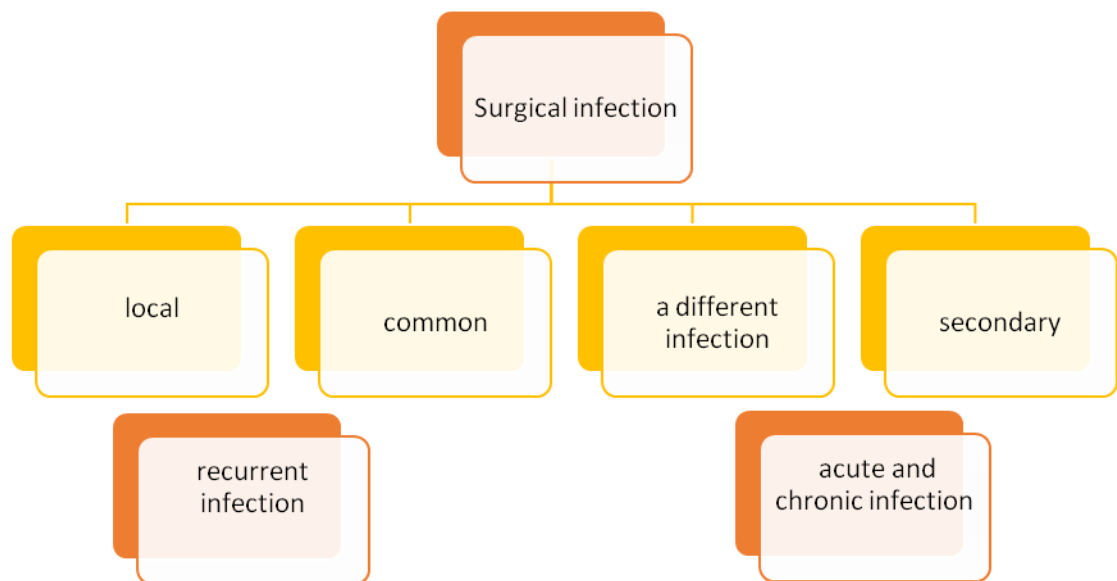 Surgical infection
local
common
a different
infection
secondary
recurrent
infection
acute and
chronic infection